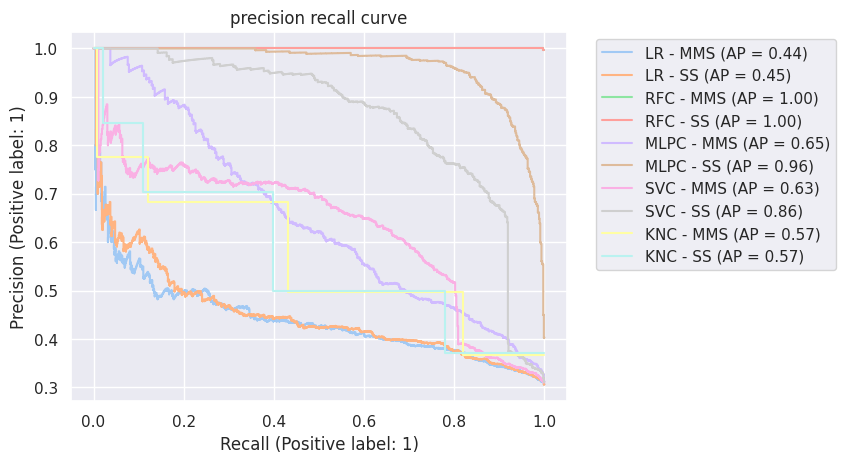 precision recall curve
Precision (Positive label: 1)
1.0
0.9
0.8
0.7
0.6
0.5
0.4
0.3
0.0 0.2 0.4 0.6 0.8 1.0
Recall (Positive label: 1)
LR - MMS (AP = 0.44)
LR - SS (AP = 0.45)
RFC - MMS (AP = 1.00)
RFC - SS (AP = 1.00)
MLPC - MMS (AP = 0.65)
MLPC - SS (AP = 0.96)
SVC - MMS (AP = 0.63)
SVC - SS (AP = 0.86)
KNC - MMS (AP = 0.57)
KNC - SS (AP = 0.57)